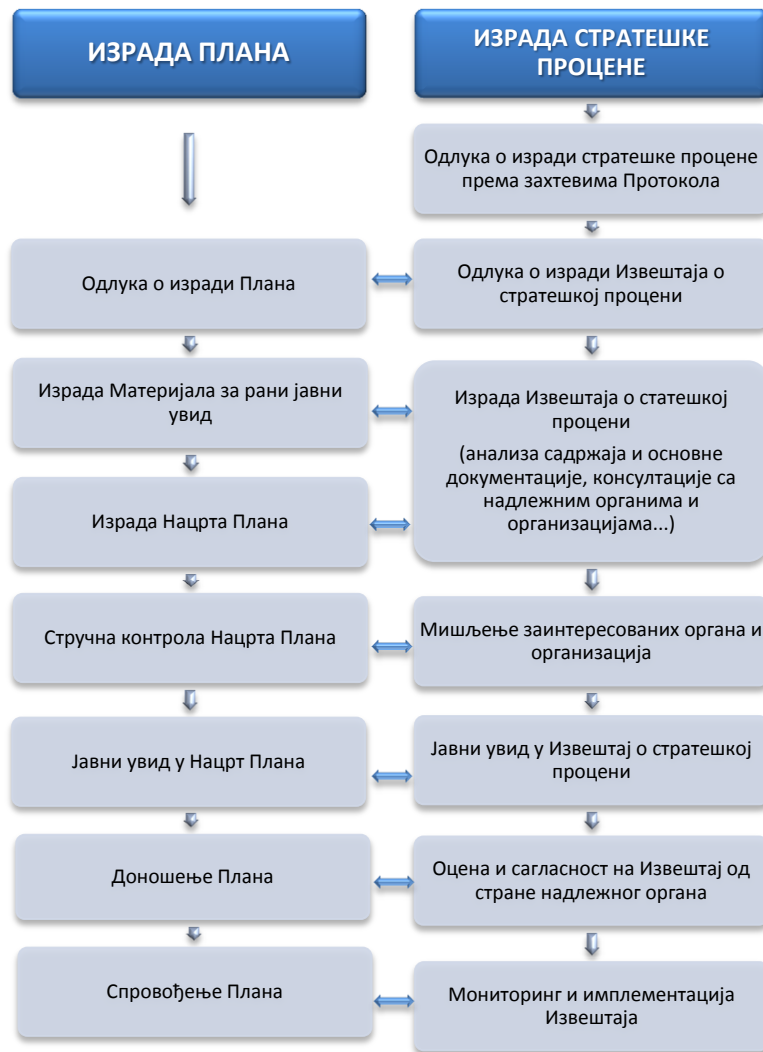 ИЗРАДА ПЛАНА
ИЗРАДА СТРАТЕШКЕ
ПРОЦЕНЕ
Одлука о изради стратешке процене
према захтевима Протокола
Одлука о изради Плана
Одлука о изради Извештаја о
стратешкој процени
Израда Материјала за рани јавни
увид
Израда Извештаја о статешкој
процени
(анализа садржаја и основне
документације, консултације са
надлежним органима и
организацијама...)
Израда Нацрта Плана
Стручна контрола Нацрта Плана
Мишљење заинтересованих органа и
организација
Јавни увид у Нацрт Плана
Јавни увид у Извештај о стратешкој
процени
Доношење Плана
Оцена и сагласност на Извештај од
стране надлежног органа
Спровођење Плана
Мониторинг и имплементација
Извештаја